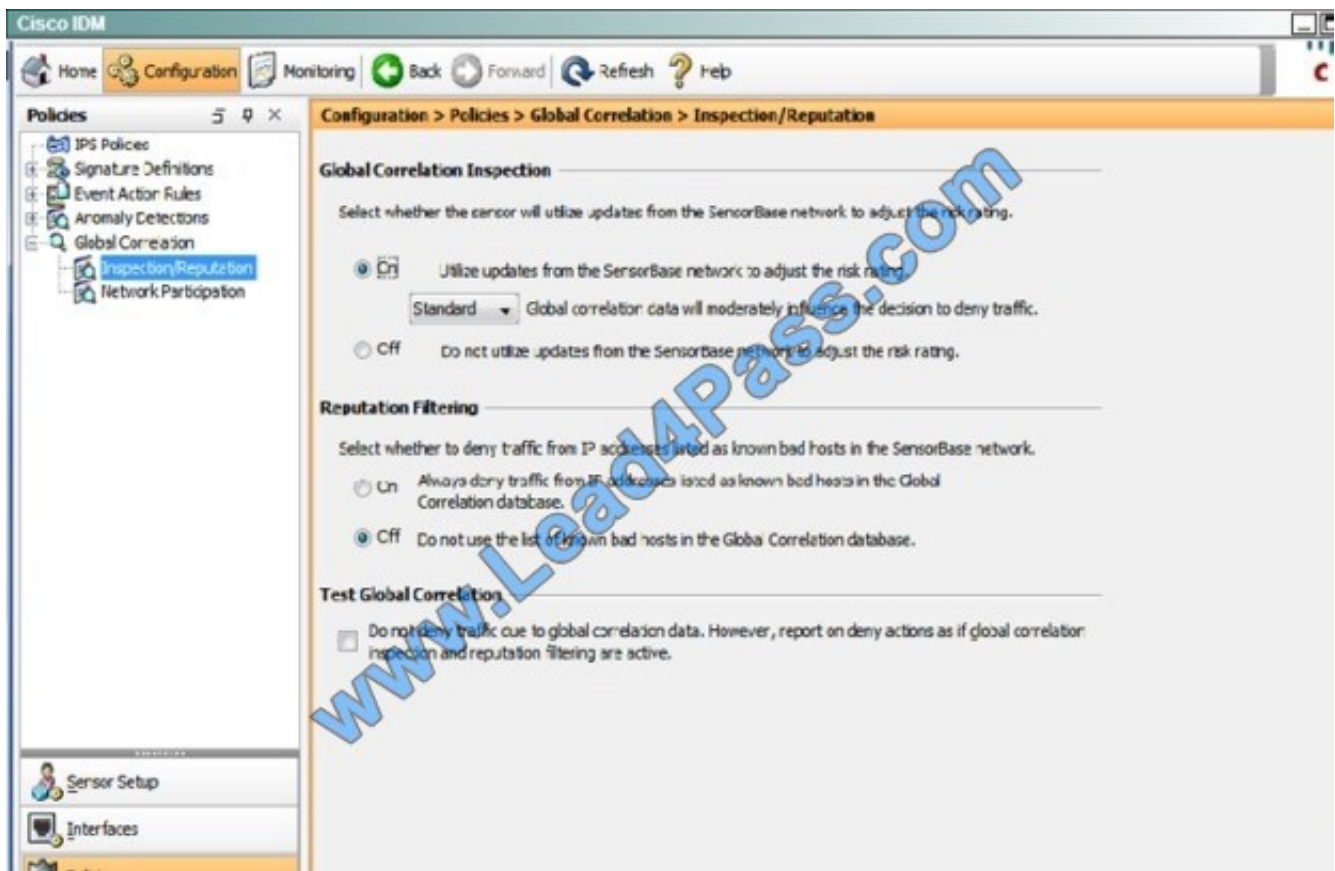 Cisco IDM
Home Configuration Monitoring Back Forward Refresh Help
Policies
Configuration > Policies > Global Correlation > Inspection/Reputation
IPS Polices
Signature Definitions
Event Action Rules
Anomaly Detections
Global Correlation
Inspection/Reputation
Network Participation
Global Correlation Inspection
Select whether the sensor will utilize updates from the SensorBase network to adjust the risk rating.
On Utilize updates from the SensorBase network to adjust the risk rating.
Standard Global correlation data will moderately influence the decision to deny traffic.
Off Do not utilize updates from the SensorBase network to adjust the risk rating.
Reputation Filtering
Select whether to deny traffic from IP addresses listed as known bad hosts in the SensorBase network.
On Always deny traffic from IP addresses listed as known bad hosts in the Global
Correlation database.
Off Do not use the list of known bad hosts in the Global Correlation database.
Test Global Correlation
Do not deny traffic due to global correlation data. However, report on deny actions as if global correlation
inspection and reputation filtering are active.
Sensor Setup
Interfaces
www.Lead4Pass.com